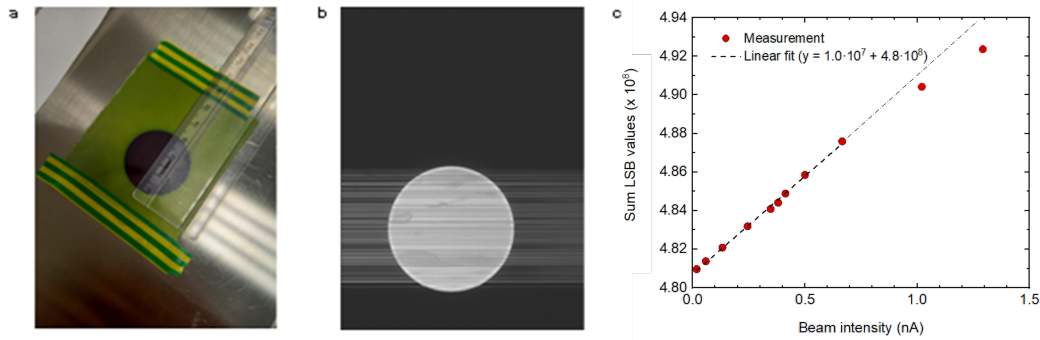 a
b
c
4.94
4.92
4.90
4.88
4.86
4.84
4.82
4.80
Sum LSB values (x 10⁸)
Measurement
Linear fit (y = 1.0·10⁷ + 4.8·10⁸)
0.0
0.5
1.0
1.5
Beam intensity (nA)